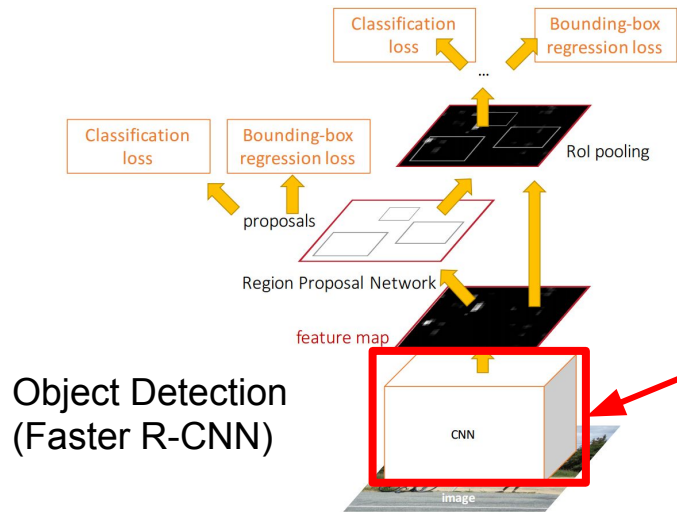 Classification
loss
Bounding-box
regression loss
...
Classification
loss
Bounding-box
regression loss
RoI pooling
proposals
Region Proposal Network
feature map
Object Detection
(Faster R-CNN)
CNN
image